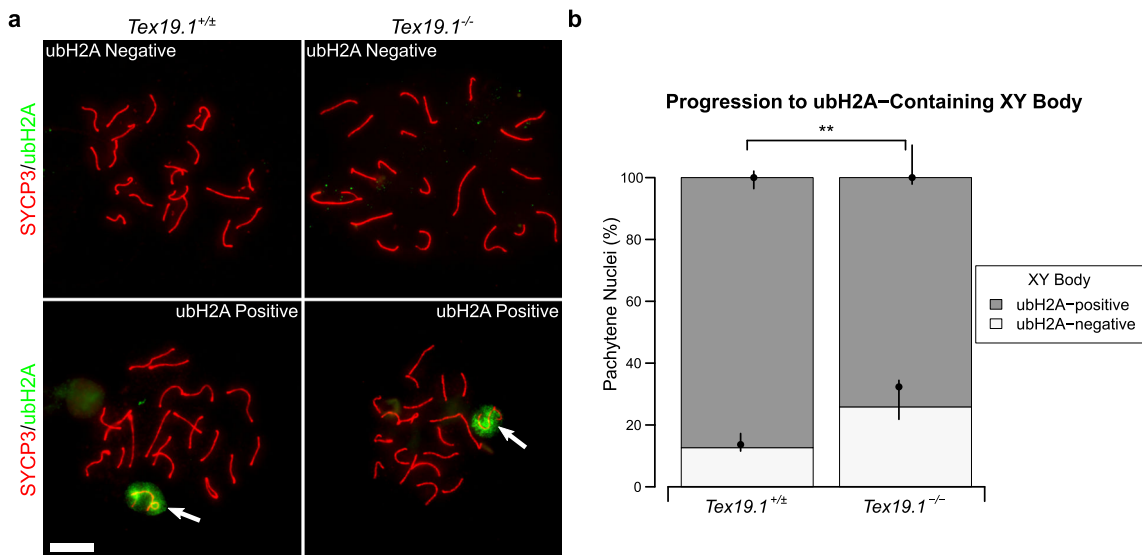 a
Tex19.1+/±
Tex19.1-/-
SYCP3/ubH2A
ubH2A Negative
SYCP3/ubH2A
ubH2A Positive
ubH2A Positive
b
Progression to ubH2A−Containing XY Body
**
Pachytene Nuclei (%)
100
80
60
40
20
0
Tex19.1+/±
Tex19.1−/−
XY Body
ubH2A−positive
ubH2A−negative